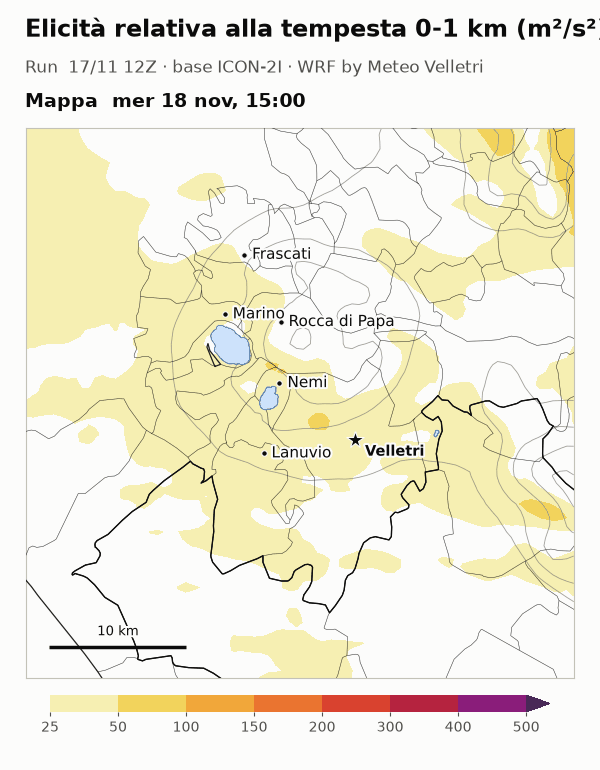 Elicità relativa alla tempesta 0-1 km (m²/s²)
Run 17/11 12Z · base ICON-2I · WRF by Meteo Velletri
Mappa mer 18 nov, 15:00
Frascati
Marino
Rocca di Papa
Nemi
Lanuvio
Velletri
10 km
25 50 100 150 200 300 400 500